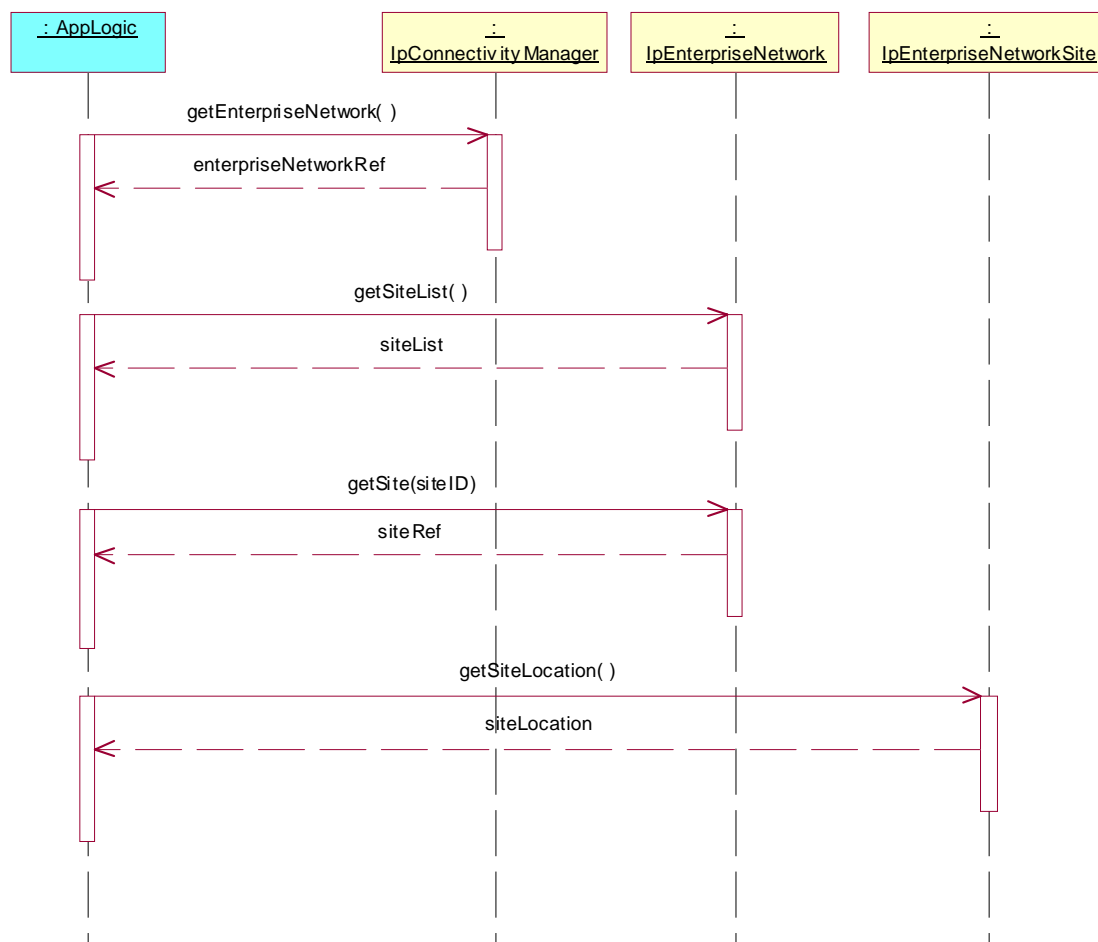 : AppLogic
:
IpConnectivityManager
:
IpEnterpriseNetwork
:
IpEnterpriseNetworkSite
getEnterpriseNetwork( )
enterpriseNetworkRef
getSiteList( )
siteList
getSite(siteID)
siteRef
getSiteLocation( )
siteLocation